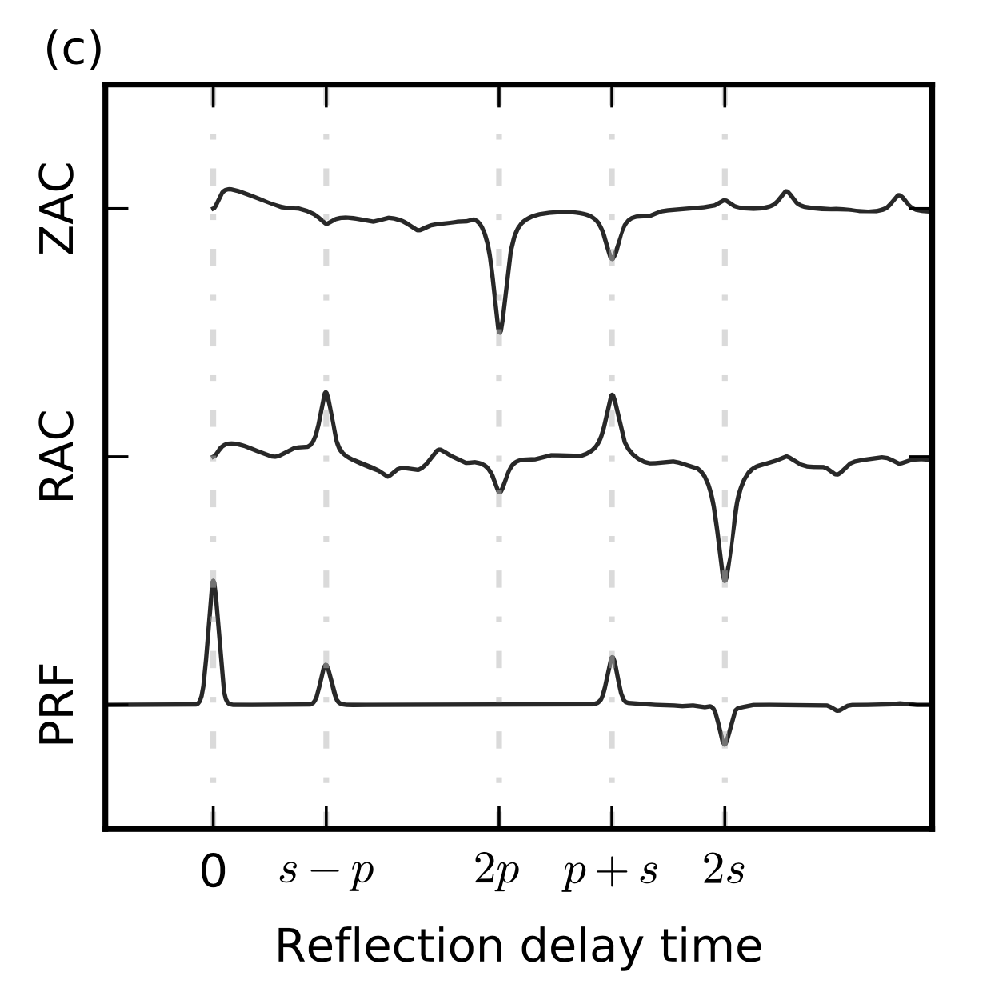 (c)
ZAC
RAC
PRF
0 s − p 2p p + s 2s
Reflection delay time